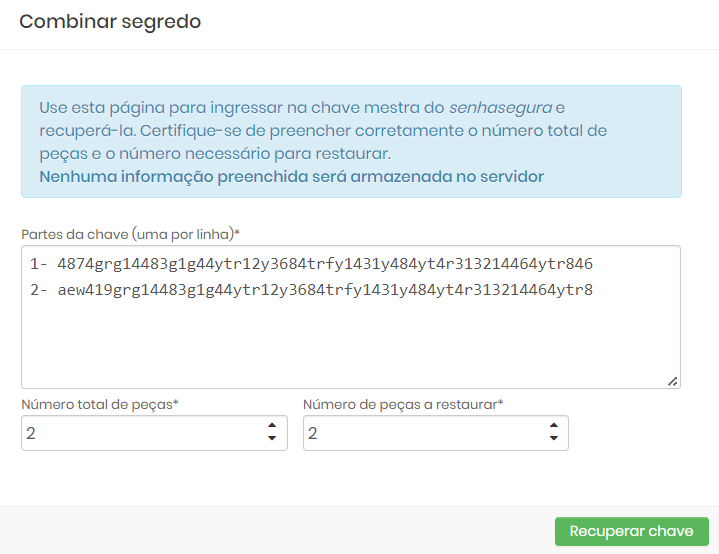 Combinar segredo
Use esta página para ingressar na chave mestra do senhasegura e
recuperá-la. Certifique-se de preencher corretamente o número total de
peças e o número necessário para restaurar.
Nenhuma informação preenchida será armazenada no servidor
Partes da chave (uma por linha)*
1- 4874grg14483g1g44ytr12y3684trfy1431y484yt4r313214464ytr846
2- aew419grg14483g1g44ytr12y3684trfy1431y484yt4r313214464ytr8
Número total de peças* Número de peças a restaurar*
2 2
Recuperar chave